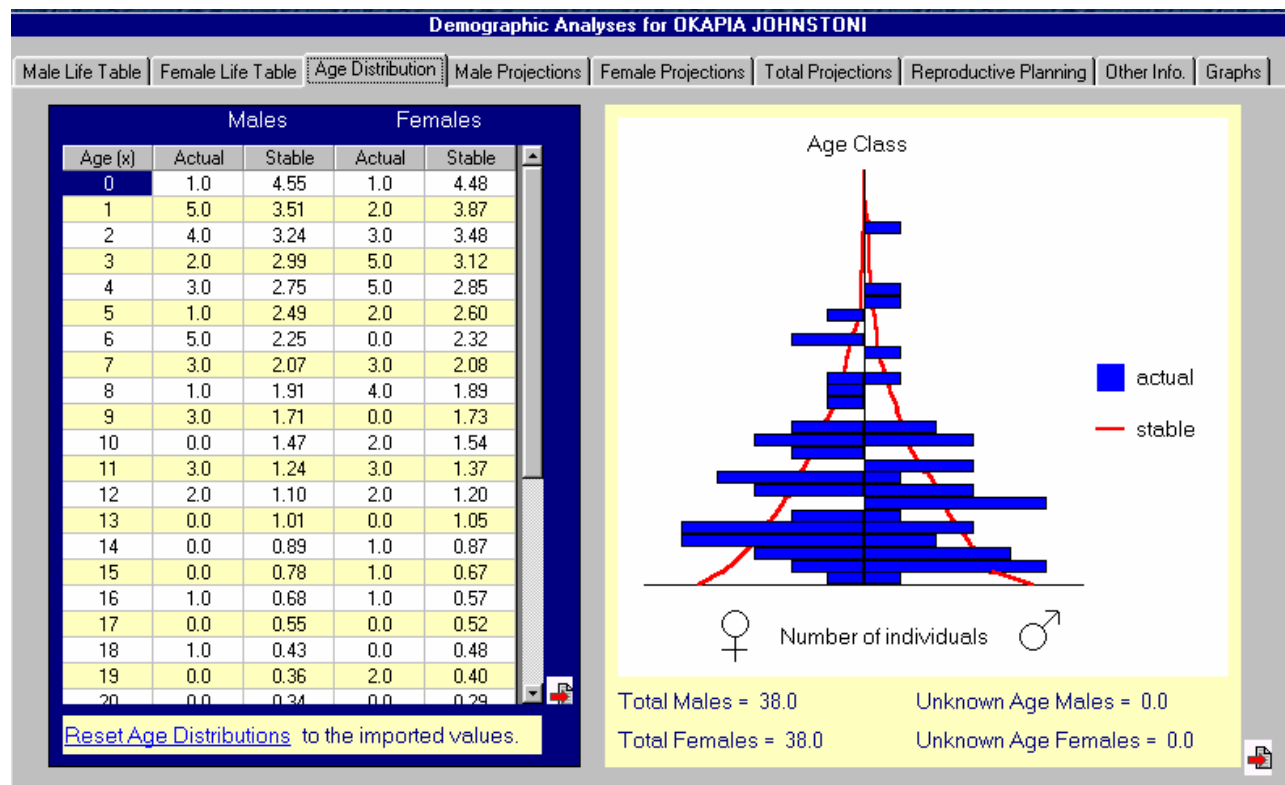 Demographic Analyses for OKAPIA JOHNSTONI
Male Life Table Female Life Table Age Distribution Male Projections Female Projections Total Projections Reproductive Planning Other Info. Graphs
Males Females
Age (x) Actual Stable Actual Stable
0 1.0 4.55 1.0 4.48
1 5.0 3.51 2.0 3.87
2 4.0 3.24 3.0 3.48
3 2.0 2.99 5.0 3.12
4 3.0 2.75 5.0 2.85
5 1.0 2.49 2.0 2.60
6 5.0 2.25 0.0 2.32
7 3.0 2.07 3.0 2.08
8 1.0 1.91 4.0 1.89
9 3.0 1.71 0.0 1.73
10 0.0 1.47 2.0 1.54
11 3.0 1.24 3.0 1.37
12 2.0 1.10 2.0 1.20
13 0.0 1.01 0.0 1.05
14 0.0 0.89 1.0 0.87
15 0.0 0.78 1.0 0.67
16 1.0 0.68 1.0 0.57
17 0.0 0.55 0.0 0.52
18 1.0 0.43 0.0 0.48
19 0.0 0.36 2.0 0.40
20 0.0 0.34 0.0 0.29
Reset Age Distributions to the imported values.
Age Class
actual
stable
Number of individuals
Total Males = 38.0 Unknown Age Males = 0.0
Total Females = 38.0 Unknown Age Females = 0.0